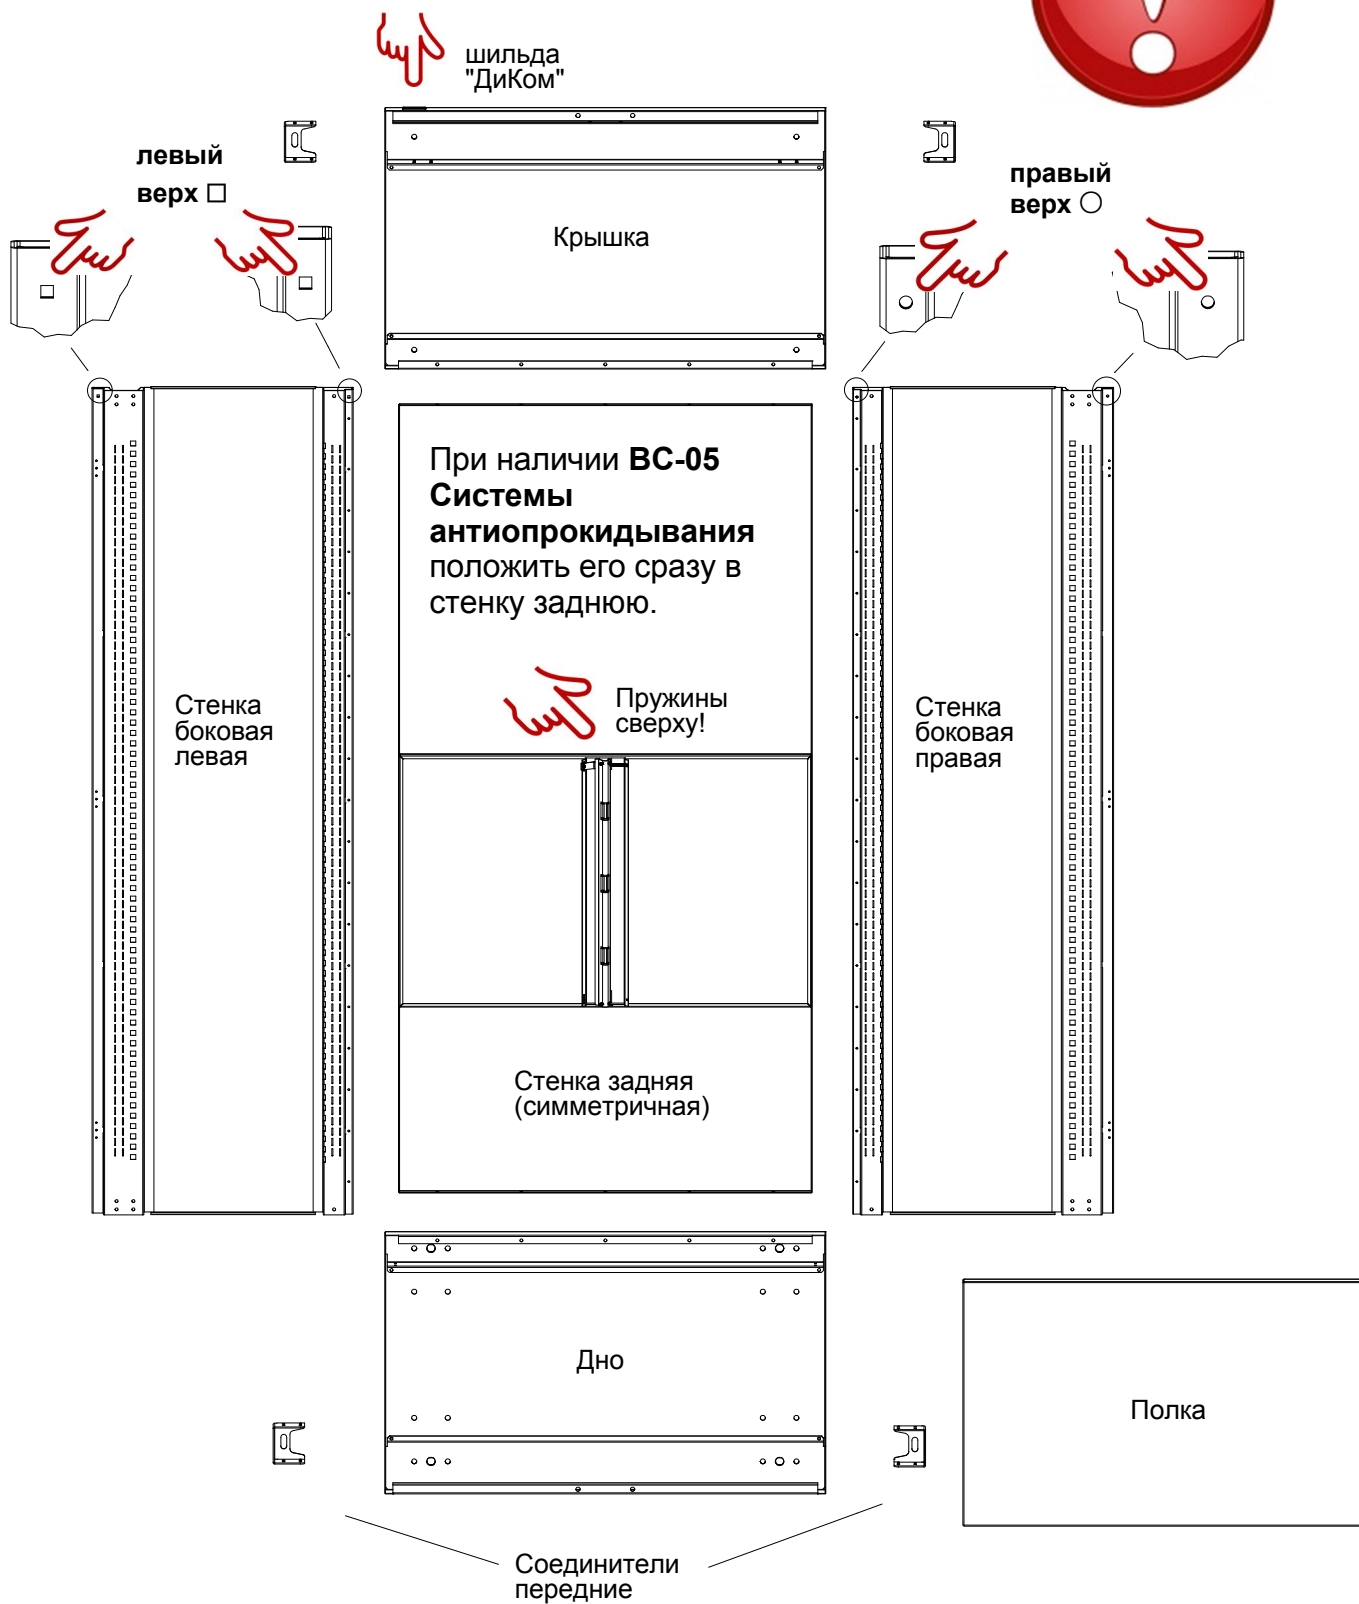 шильда
"ДиКом"
левый
верх □
правый
верх ○
Крышка
При наличии ВС-05
Системы
антиопрокидывания
положить его сразу в
стенку заднюю.
Пружины
сверху!
Стенка
боковая
левая
Стенка
боковая
правая
Стенка задняя
(симметричная)
Дно
Полка
Соединители
передние